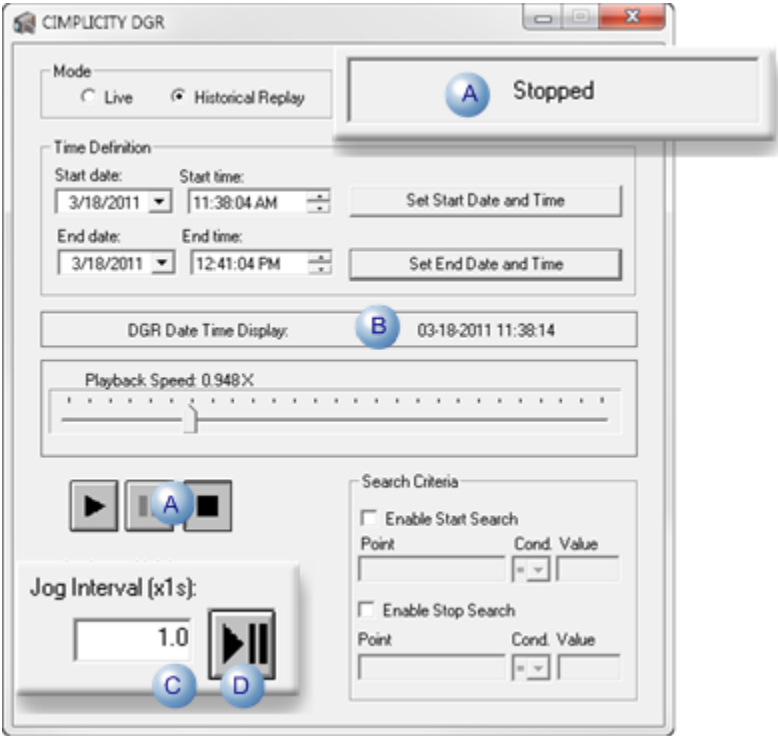 CIMPLICITY DGR
Mode
Live Historical Replay
A Stopped
Time Definition
Start date: Start time:
3/18/2011 11:38:04 AM Set Start Date and Time
End date: End time:
3/18/2011 12:41:04 PM Set End Date and Time
DGR Date Time Display: B 03-18-2011 11:38:14
Playback Speed: 0.948X
A
Search Criteria
Enable Start Search
Point Cond. Value
=
Enable Stop Search
Point Cond. Value
=
Jog Interval (x1s):
1.0
C D